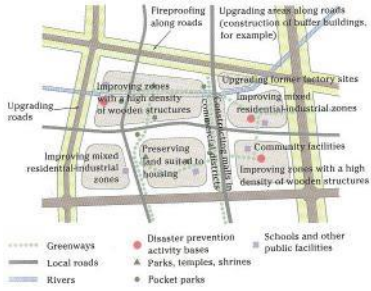 Fireproofing
along roads
Upgrading areas along roads
(construction of buffer buildings,
for example)
Improving zones
with a high density
of wooden structures
Upgrading former factory sites
Improving mixed
residential-industrial zones
Upgrading
roads
Constructing malls in
commercial districts
Community facilities
Improving mixed
residential-industrial
zones
Preserving
land suited to
housing
Improving zones with a high
density of wooden structures
Greenways
Local roads
Rivers
Disaster prevention
activity bases
Parks, temples, shrines
Pocket parks
Schools and other
public facilities